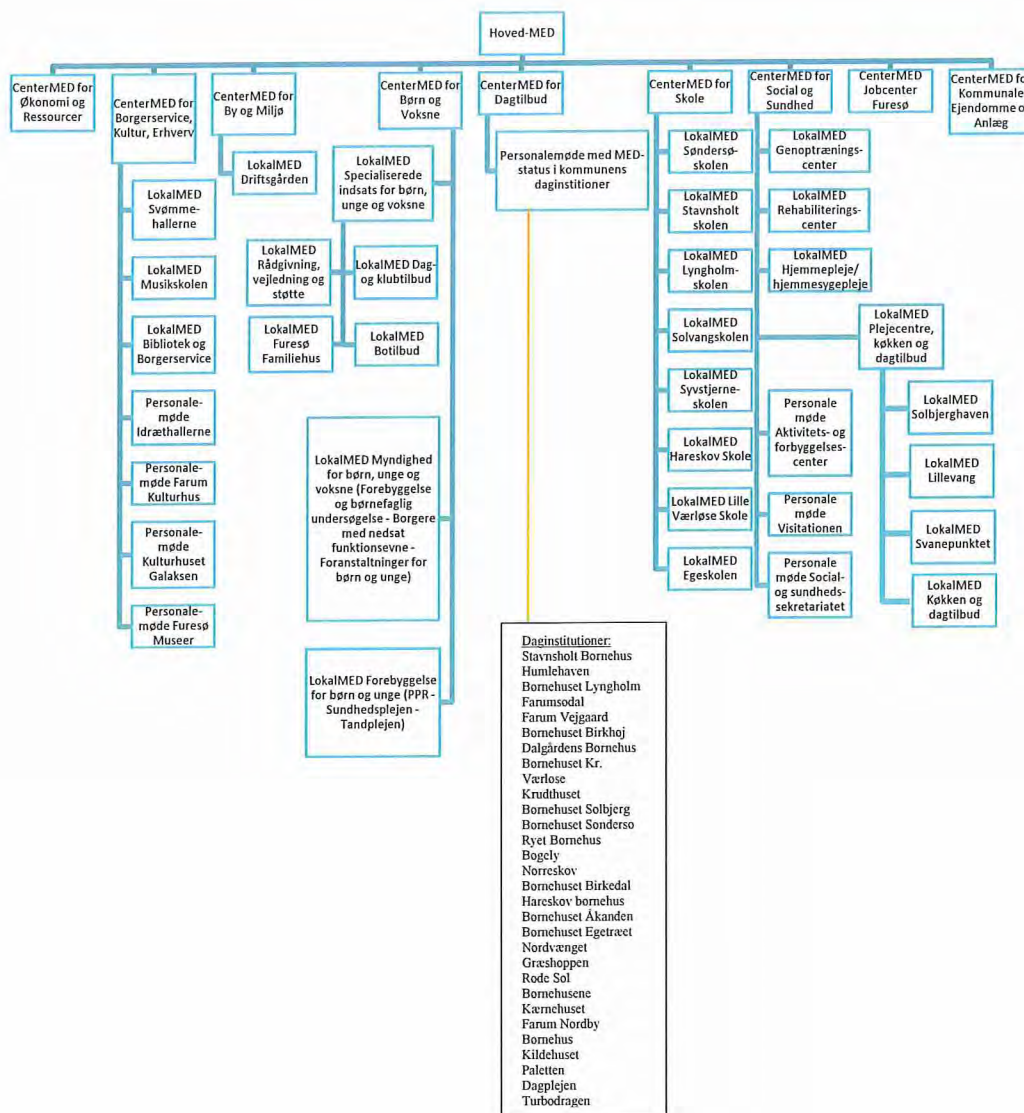 Hoved-MED
CenterMED for
Økonomi og
Ressourcer
CenterMED for
Borgerservice,
Kultur, Erhverv
CenterMED for
By og Miljø
CenterMED for
Børn og
Voksne
CenterMED for
Dagtilbud
CenterMED for
Skole
CenterMED for
Social og
Sundhed
CenterMED
Jobcenter
Furesø
CenterMED fo
Kommunale
Ejendomme o
Anlæg
LokalMED
Svømme-
hallerne
LokalMED
Musikskolen
LokalMED
Bibliotek og
Borgerservice
Personale-
møde
Idræthallerne
Personale-
møde Farum
Kulturhus
Personale-
møde
Kulturhuset
Galaksen
Personale-
møde Furesø
Museer
LokalMED
Driftsgården
LokalMED
Specialiserede
indsats for børn,
unge og voksne
LokalMED
Rådgivning,
vejledning og
støtte
LokalMED Dag-
og klubtilbud
LokalMED
Furesø
Familiehus
LokalMED
Botilbud
LokalMED Myndighed
for børn, unge og
voksne (Forebyggelse
og børnefaglig
undersøgelse - Borgere
med nedsat
funktionsevne -
Foranstaltninger for
børn og unge)
LokalMED Forebyggelse
for børn og unge (PPR -
Sundhedsplejen -
Tandplejen)
Personalemøde med MED-
status i kommunens
daginstitioner
Daginstitutioner:
Stavnsholt Bornehus
Humlehaven
Bornehuset Lyngholm
Farumsodal
Farum Vejgaard
Bornehuset Birkhoj
Dalgårdens Bornehus
Bornehuset Kr.
Værlose
Krudthuset
Bornehuset Solbjerg
Bornehuset Sonderso
Ryet Bornehus
Bogely
Norreskov
Bornehuset Birkedal
Hareskov bornehus
Bornehuset Åkanden
Bornehuset Egetræet
Nordvænget
Græshoppen
Rode Sol
Bornehusene
Kærnehuset
Farum Nordby
Bornehus
Kildehuset
Paletten
Dagplejen
Turbodragen
LokalMED
Søndersø-
skolen
LokalMED
Stavnsholt
skolen
LokalMED
Lyngholm-
skolen
LokalMED
Solvangskolen
LokalMED
Syvstjerne-
skolen
LokalMED
Hareskov Skole
LokalMED Lille
Værløse Skole
LokalMED
Egeskolen
LokalMED
Genoptrænings-
center
LokalMED
Rehabiliterings-
center
LokalMED
Hjemmepleje/
hjemmesygepleje
LokalMED
Plejecentre,
køkken og
dagtilbud
Personale
møde
Aktivitets- og
forbyggelses-
center
Personale
møde
Visitationen
Personale
møde Social-
og sundheds-
sekretariatet
LokalMED
Solbjerghaven
LokalMED
Lillevang
LokalMED
Svanepunktet
LokalMED
Køkken og
dagtilbud